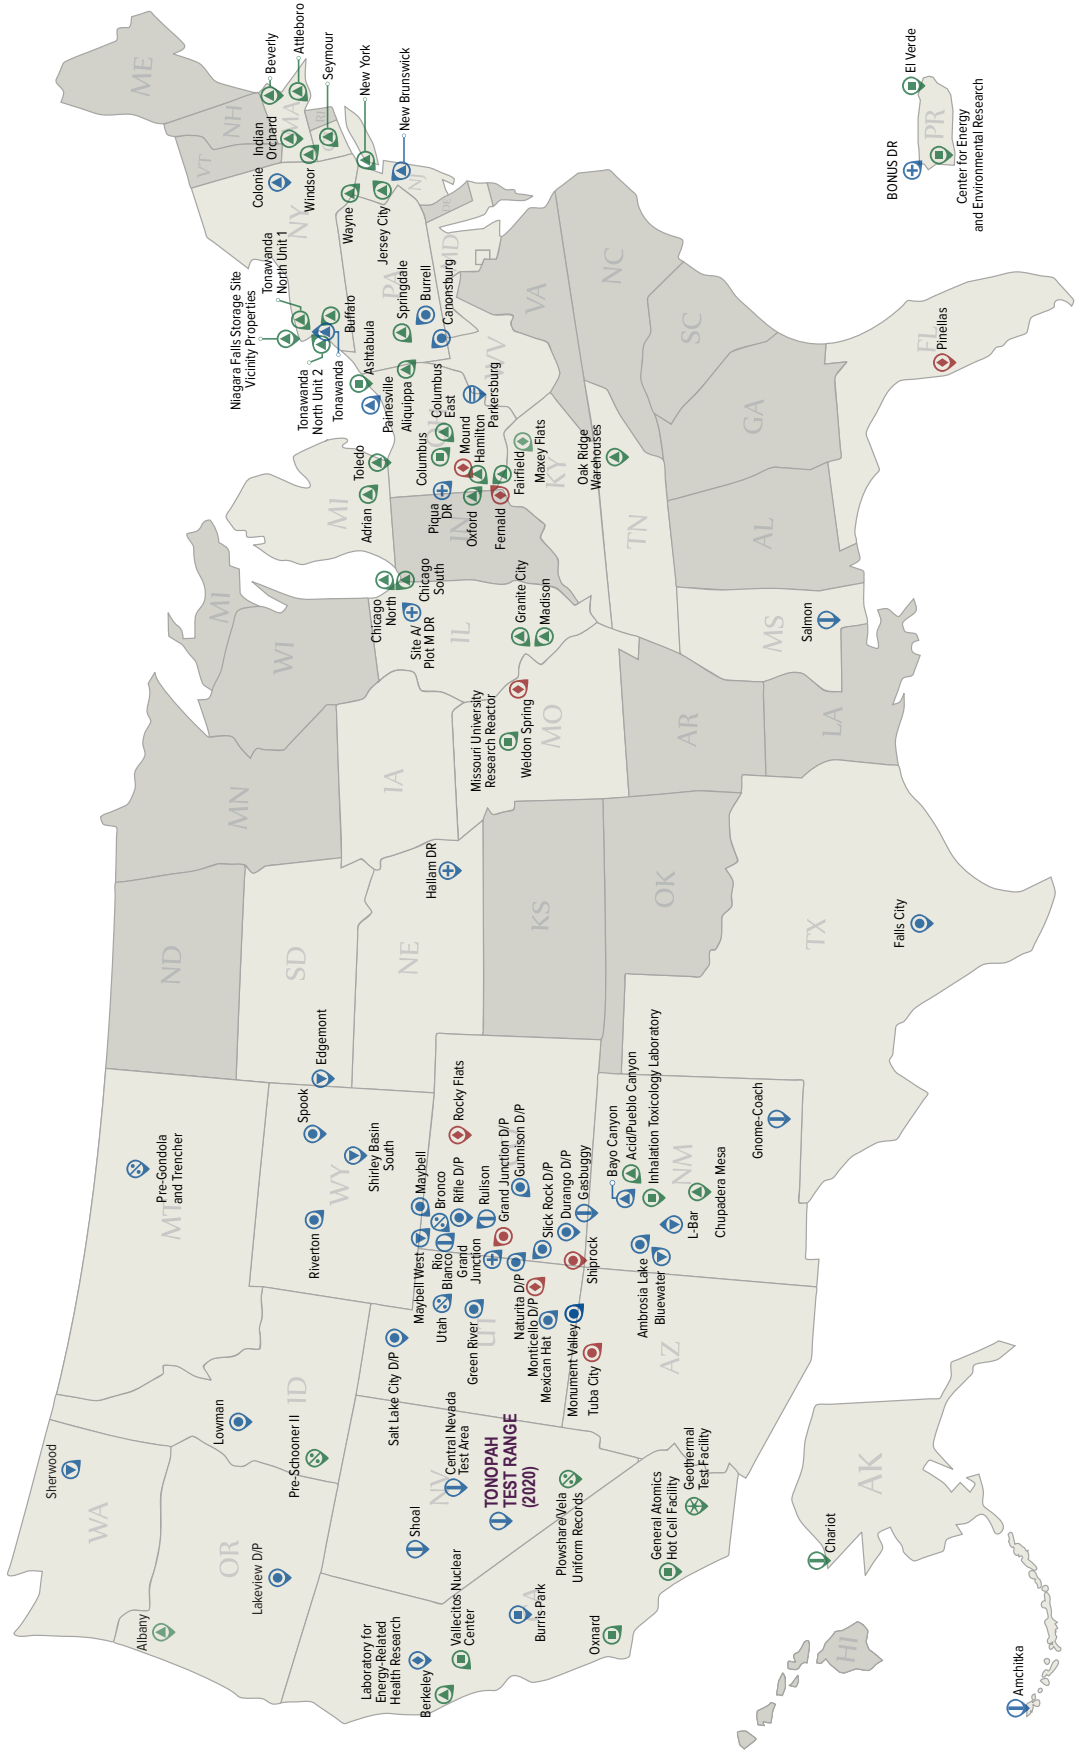 WA
Sherwood
Albany
OR
Lakeview D/P
Lowman
ID
Pre-Schooner II
MT
Pre-Gondola
and Trencher
ND
SD
Edgemont
WY
Spook
Riverton
Shirley Basin
South
NE
Hallam DR
KS
OK
TX
Falls City
MN
IA
WI
MI
MI
IL
Chicago
North
Chicago
South
Site A/
Plot M DR
Granite City
Madison
MO
Missouri University
Research Reactor
Weldon Spring
AR
LA
MS
Salmon
AL
GA
FL
Pinellas
SC
NC
TN
Oak Ridge
Warehouses
KY
Maxey Flats
VA
WV
Parkersburg
IN
OH
Adrian
Toledo
Columbus
Columbus
East
Mound
Hamilton
Fairfield
Piqua
DR
Oxford
Fernald
Painesville
Ashtabula
Aliquippa
PA
Springdale
Burrell
Canonsburg
MD
DE
NJ
NY
Niagara Falls Storage Site
Vicinity Properties
Tonawanda
North Unit 1
Tonawanda
North Unit 2
Tonawanda
Buffalo
Colonie
Windsor
Indian
Orchard
Wayne
Jersey City
VT
NH
ME
MA
RI
Beverly
Attleboro
Seymour
New York
New Brunswick
NV
Shoal
Central Nevada
Test Area
TONOPAH
TEST RANGE
(2020)
Plowshare/Vela
Uniform Records
CA
Laboratory for
Energy-Related
Health Research
Berkeley
Vallecitos Nuclear
Center
Burris Park
Oxnard
General Atomics
Hot Cell Facility
Geothermal
Test Facility
UT
Salt Lake City D/P
Utah
Green River
Naturita D/P
Monticello D/P
Mexican Hat
Monument Valley
Tuba City
AZ
Maybell
Maybell West
Bronco
Rio
Blanco
Rifle D/P
Rulison
Rocky Flats
Grand
Junction
Grand Junction D/P
Gunnison D/P
Slick Rock D/P
Durango D/P
Gasbuggy
Shiprock
NM
Bayo Canyon
Acid/Pueblo Canyon
Inhalation Toxicology Laboratory
Chupadera Mesa
L-Bar
Ambrosia Lake
Bluewater
Gnome-Coach
AK
Chariot
Amchitka
HI
PR
BONUS DR
El Verde
Center for Energy
and Environmental Research